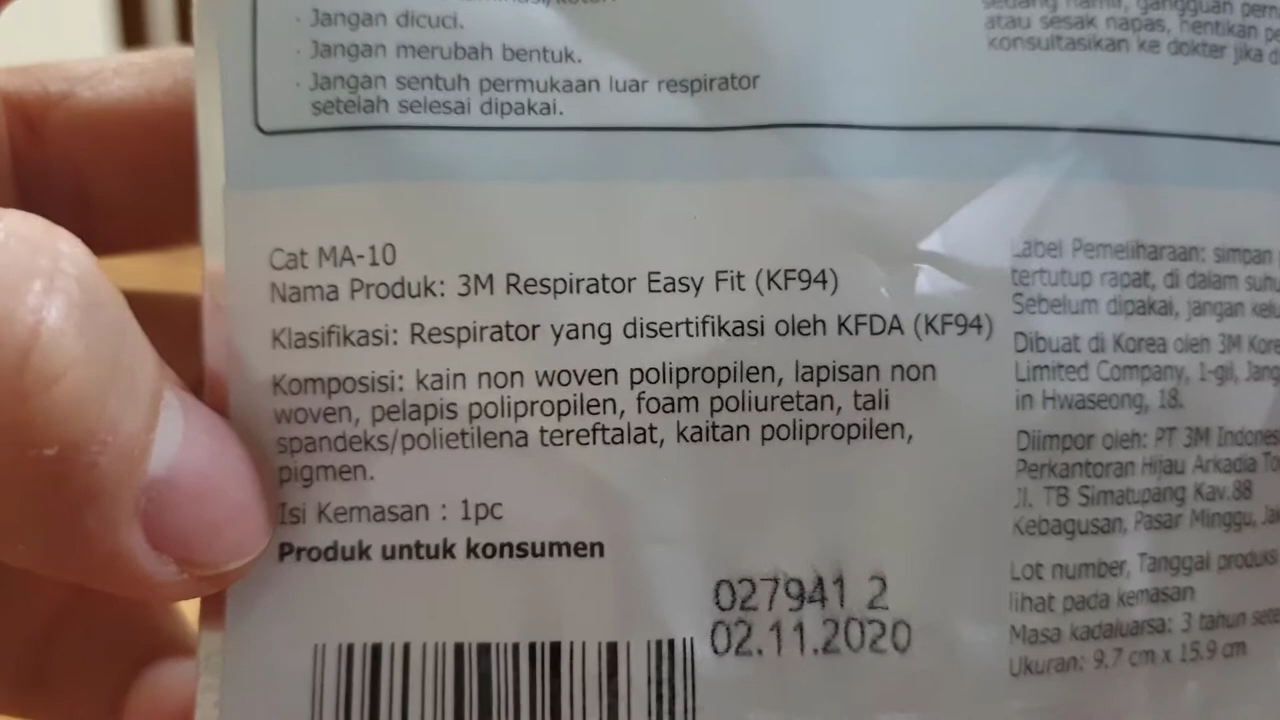 · Jangan dicuci.
· Jangan merubah bentuk.
· Jangan sentuh permukaan luar respirator
setelah selesai dipakai.
sedang hamil, gangguan
atau sesak napas, hentikan
konsultasikan ke dokter jika
Cat MA-10
Nama Produk: 3M Respirator Easy Fit (KF94)
Klasifikasi: Respirator yang disertifikasi oleh KFDA (KF94)
Komposisi: kain non woven polipropilen, lapisan non
woven, pelapis polipropilen, foam poliuretan, tali
spandeks/polietilena tereftalat, kaitan polipropilen,
pigmen.
Isi Kemasan : 1pc
Produk untuk konsumen
027941 2
02.11.2020
Label Pemeliharaan: simpan
tertutup rapat, di dalam
Sebelum dipakai, jangan
Dibuat di Korea oleh 3M
Limited Company, 1-gil,
in Hwaseong, 18.
Diimpor oleh: PT 3M
Perkantoran Hijau Arkadia
Jl. TB Simatupang Kav.88
Kebagusan, Pasar Minggu,
Lot number, Tanggal produksi
lihat pada kemasan
Masa kadaluarsa: 3 tahun
Ukuran: 9.7 cm x 15.9 cm